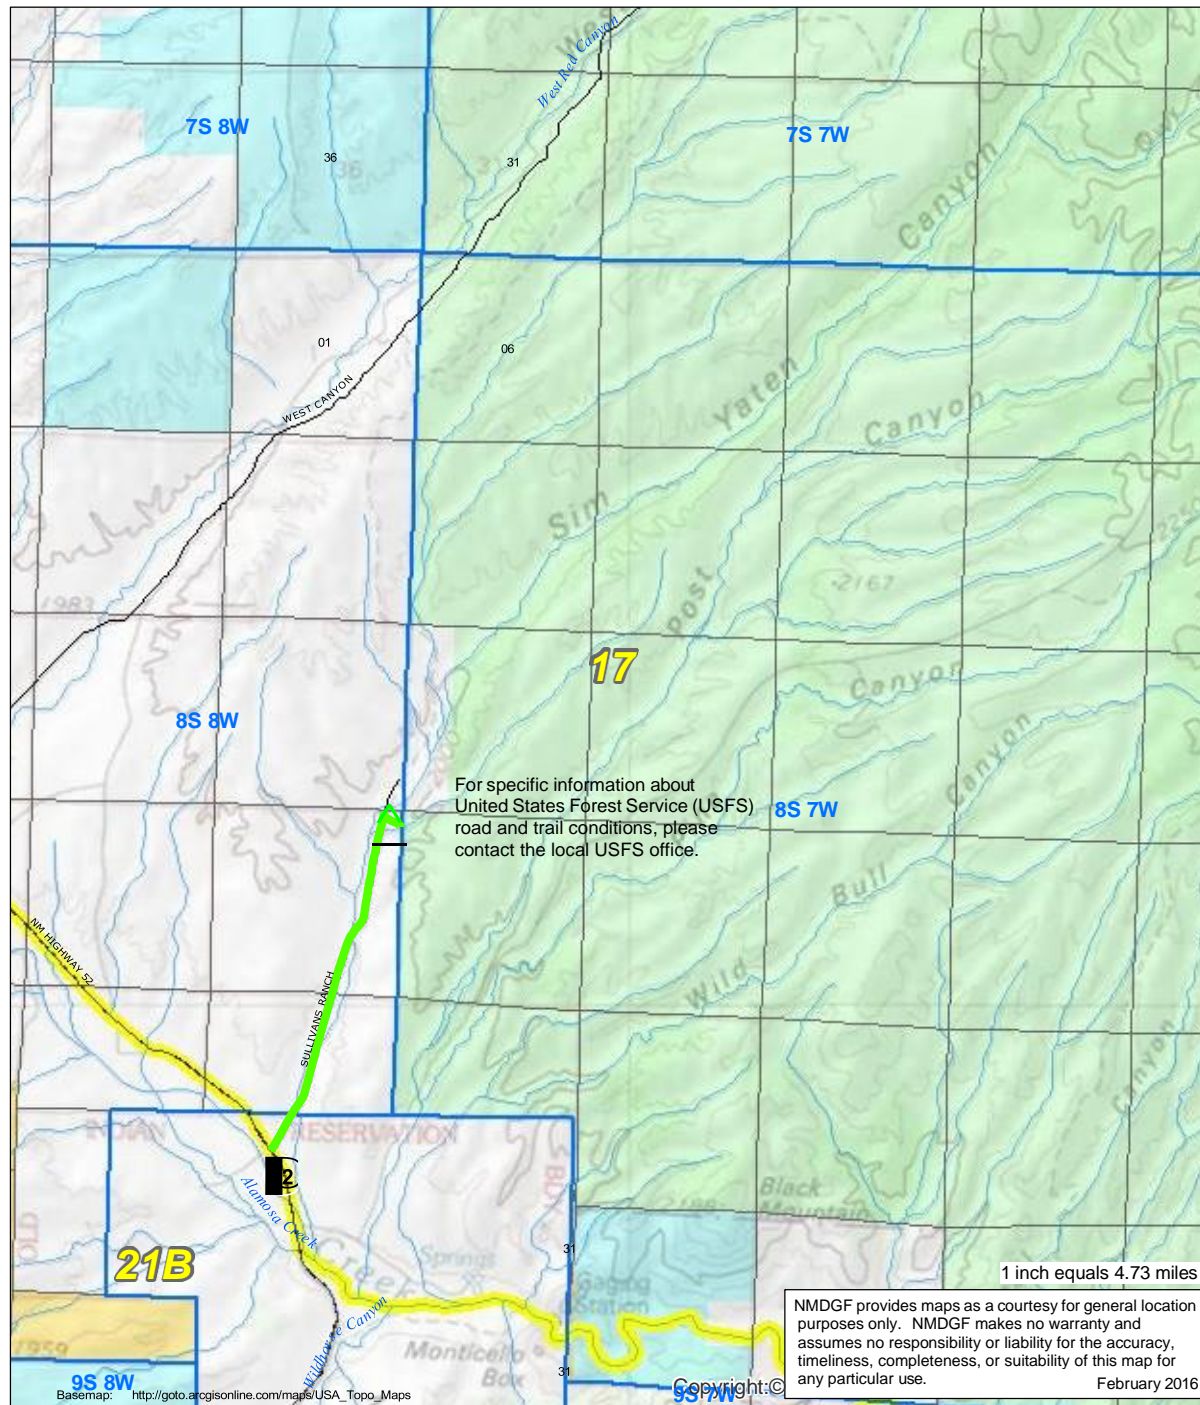 West Red Canyon
7S 8W
7S 7W
36
36
31
Canyon
01
06
WEST CANYON
Yaten
Canyon
Sim
Post
2167
1983
17
Canyon
8S 8W
Canyon
For specific information about
United States Forest Service (USFS)
road and trail conditions, please
contact the local USFS office.
8S 7W
Bull
NM HIGHWAY 52
Wild
SULLIVANS RANCH
Canyon
INDIAN RESERVATION
2
Alamosa Creek
Black
Mountain
21B
31
Creek
Springs
Gaging
Station
1 inch equals 4.73 miles
Wildhorse Canyon
NMDGF provides maps as a courtesy for general location
purposes only. NMDGF makes no warranty and
assumes no responsibility or liability for the accuracy,
timeliness, completeness, or suitability of this map for
any particular use.
February 2016
1959
Monticello
Box
31
9S 8W
Basemap: http://goto.arcgisonline.com/maps/USA_Topo_Maps
Copyright:©
9S 7W